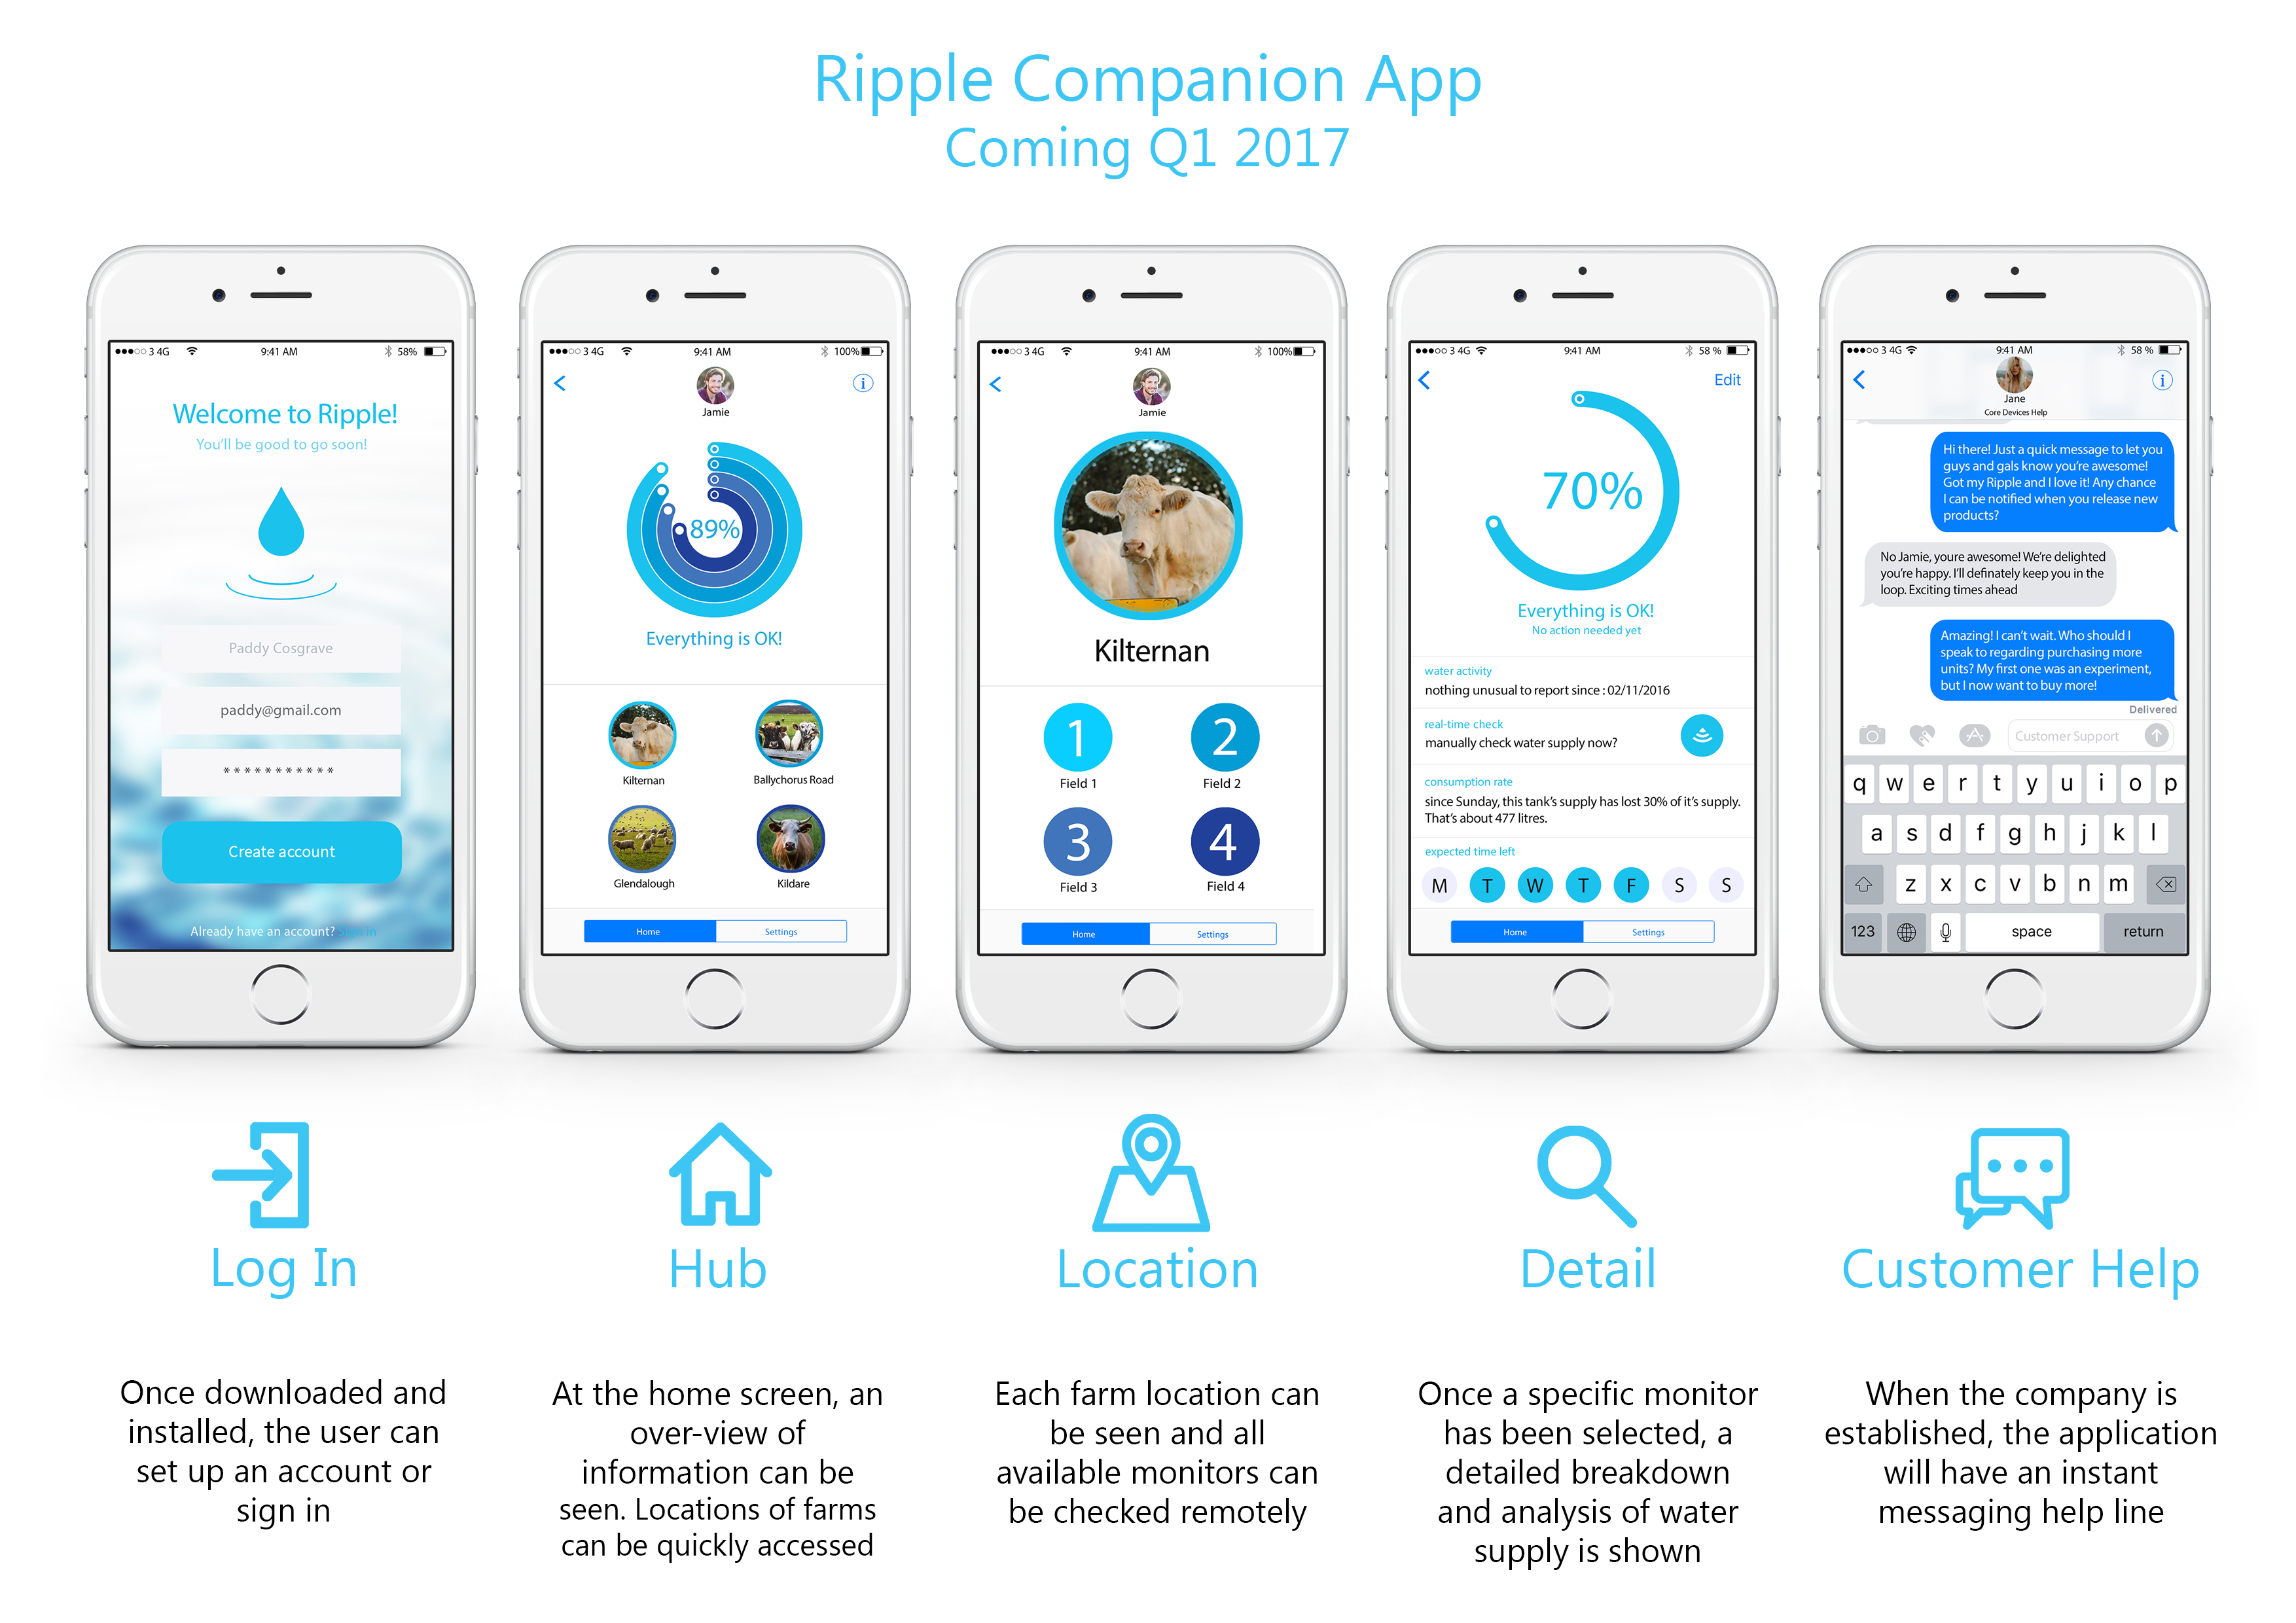 Ripple Companion App
Coming Q1 2017
3 4G 9:41 AM 58%
Welcome to Ripple!
You'll be good to go soon!
Paddy Cosgrave
paddy@gmail.com
***********
Create account
Already have an account? Sign in
3 4G 9:41 AM 100%
Jamie
89%
Everything is OK!
Kilternan
Ballychorus Road
Glendalough
Kildare
Home
Settings
3 4G 9:41 AM 100%
Jamie
Kilternan
1
2
Field 1
Field 2
3
4
Field 3
Field 4
Home
Settings
3 4G 9:41 AM 58 %
Edit
70%
Everything is OK!
No action needed yet
water activity
nothing unusual to report since : 02/11/2016
real-time check
manually check water supply now?
consumption rate
since Sunday, this tank's supply has lost 30% of it's supply.
That's about 477 litres.
expected time left
M T W T F S S
Home
Settings
3 4G 9:41 AM 58 %
Jane
Core Devices Help
Hi there! Just a quick message to let you
guys and gals know you're awesome!
Got my Ripple and I love it! Any chance
I can be notified when you release new
products?
No Jamie, youre awesome! We're delighted
you're happy. I'll definately keep you in the
loop. Exciting times ahead
Amazing! I can't wait. Who should I
speak to regarding purchasing more
units? My first one was an experiment,
but I now want to buy more!
Delivered
Customer Support
q w e r t y u i o p
a s d f g h j k l
z x c v b n m
123 space return
Log In
Hub
Location
Detail
Customer Help
Once downloaded and
installed, the user can
set up an account or
sign in
At the home screen, an
over-view of
information can be
seen. Locations of farms
can be quickly accessed
Each farm location can
be seen and all
available monitors can
be checked remotely
Once a specific monitor
has been selected, a
detailed breakdown
and analysis of water
supply is shown
When the company is
established, the application
will have an instant
messaging help line